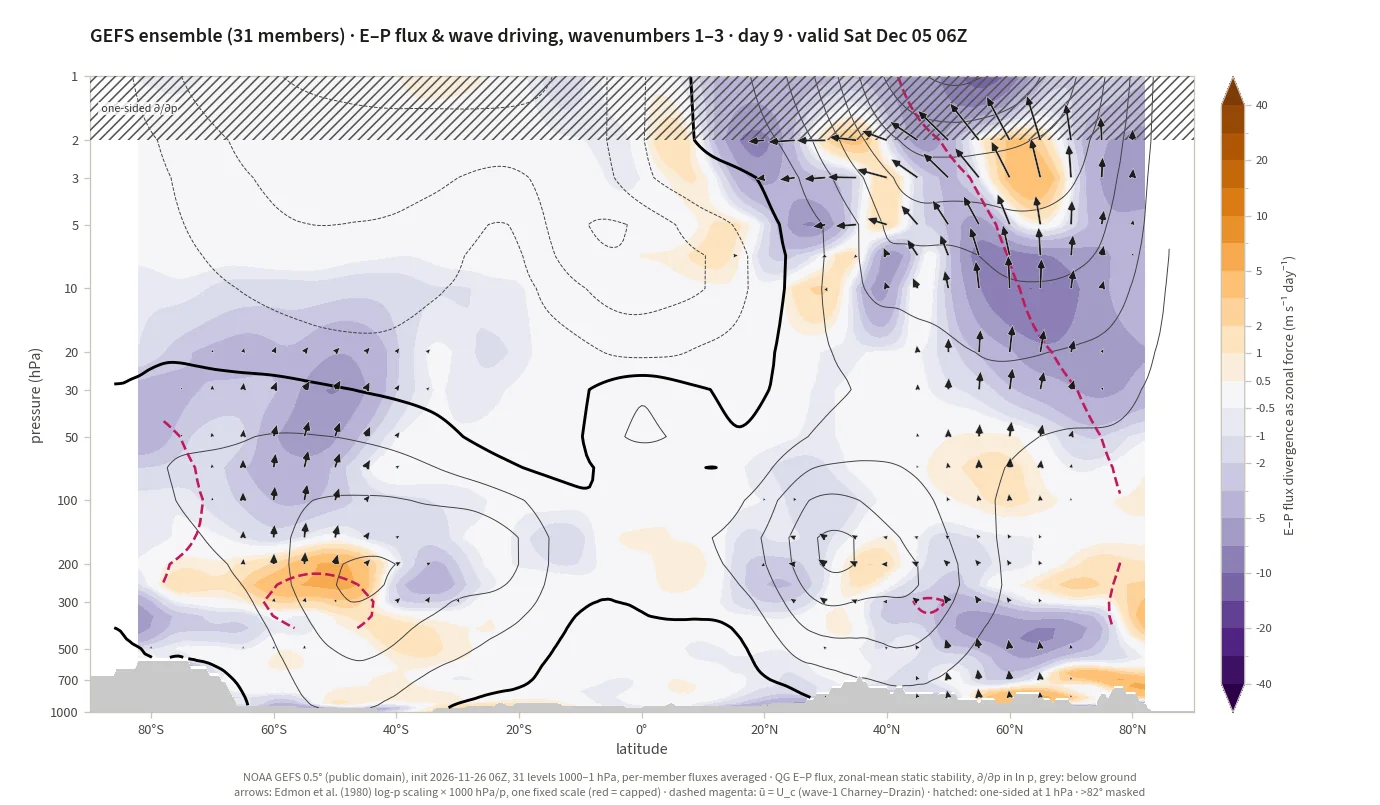 GEFS ensemble (31 members) · E–P flux & wave driving, wavenumbers 1–3 · day 9 · valid Sat Dec 05 06Z
one-sided ∂/∂p
pressure (hPa)
1
2
3
5
10
20
30
50
100
200
300
500
700
1000
80°S
60°S
40°S
20°S
0°
20°N
40°N
60°N
80°N
latitude
40
20
10
5
2
1
0.5
-0.5
-1
-2
-5
-10
-20
-40
E–P flux divergence as zonal force (m s⁻¹ day⁻¹)
NOAA GEFS 0.5° (public domain), init 2026-11-26 06Z, 31 levels 1000–1 hPa, per-member fluxes averaged · QG E–P flux, zonal-mean static stability, ∂/∂p in ln p, grey: below ground
arrows: Edmon et al. (1980) log-p scaling × 1000 hPa/p, one fixed scale (red = capped) · dashed magenta: ū = U_c (wave-1 Charney–Drazin) · hatched: one-sided at 1 hPa · >82° masked